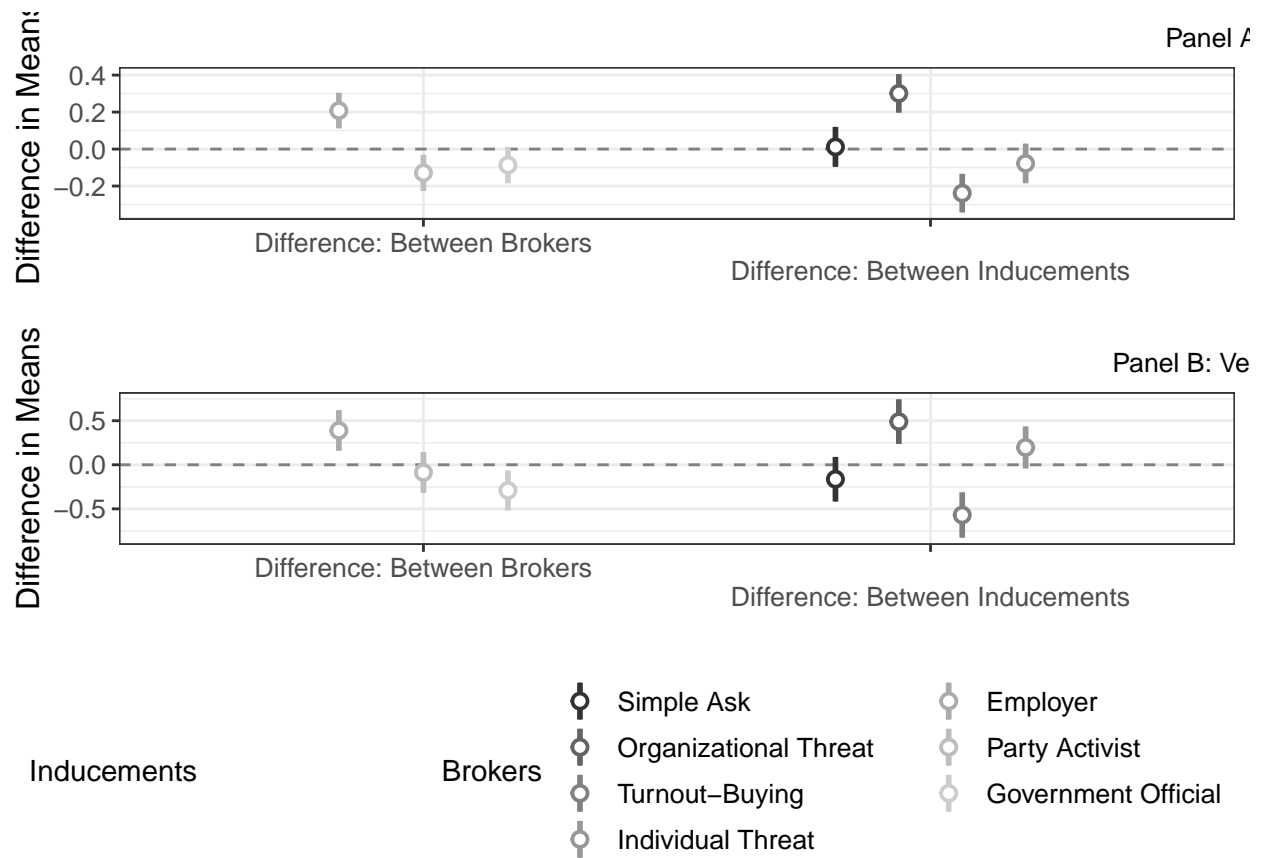 Panel A
Difference in Means
0.4
0.2
0.0
−0.2
Difference: Between Brokers
Difference: Between Inducements
Panel B: Ve
Difference in Means
0.5
0.0
−0.5
Difference: Between Brokers
Difference: Between Inducements
Inducements
Brokers
Simple Ask
Organizational Threat
Turnout−Buying
Individual Threat
Employer
Party Activist
Government Official